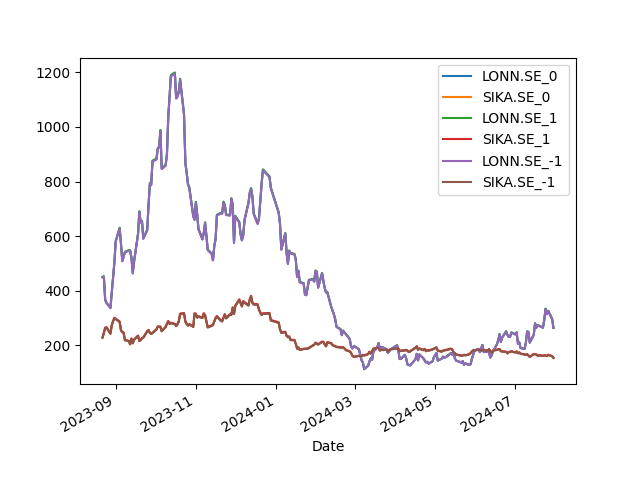 1200
1000
800
600
400
200
LONN.SE_0
SIKA.SE_0
LONN.SE_1
SIKA.SE_1
LONN.SE_-1
SIKA.SE_-1
2023-09
2023-11
2024-01
2024-03
2024-05
2024-07
Date